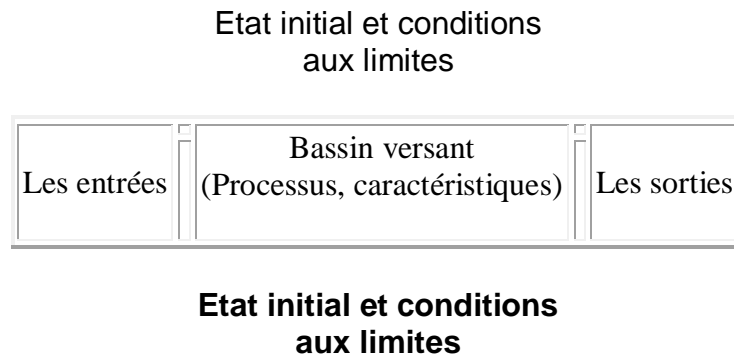 Etat initial et conditions
aux limites
Les entrées
Bassin versant
(Processus, caractéristiques)
Les sorties
Etat initial et conditions
aux limites